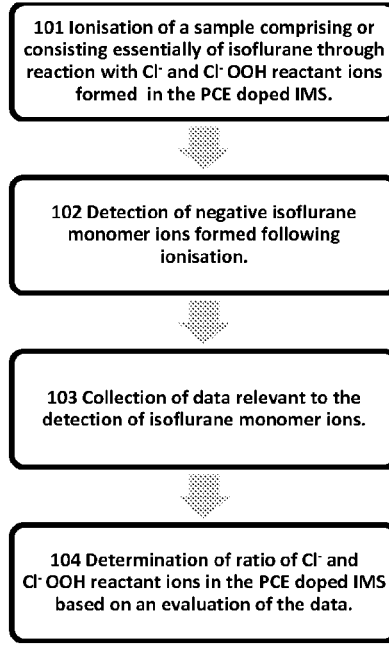 101 Ionisation of a sample comprising or
consisting essentially of isoflurane through
reaction with Cl⁻ and Cl⁻ OOH reactant ions
formed in the PCE doped IMS.
102 Detection of negative isoflurane
monomer ions formed following
ionisation.
103 Collection of data relevant to the
detection of isoflurane monomer ions.
104 Determination of ratio of Cl⁻ and
Cl⁻ OOH reactant ions in the PCE doped IMS
based on an evaluation of the data.